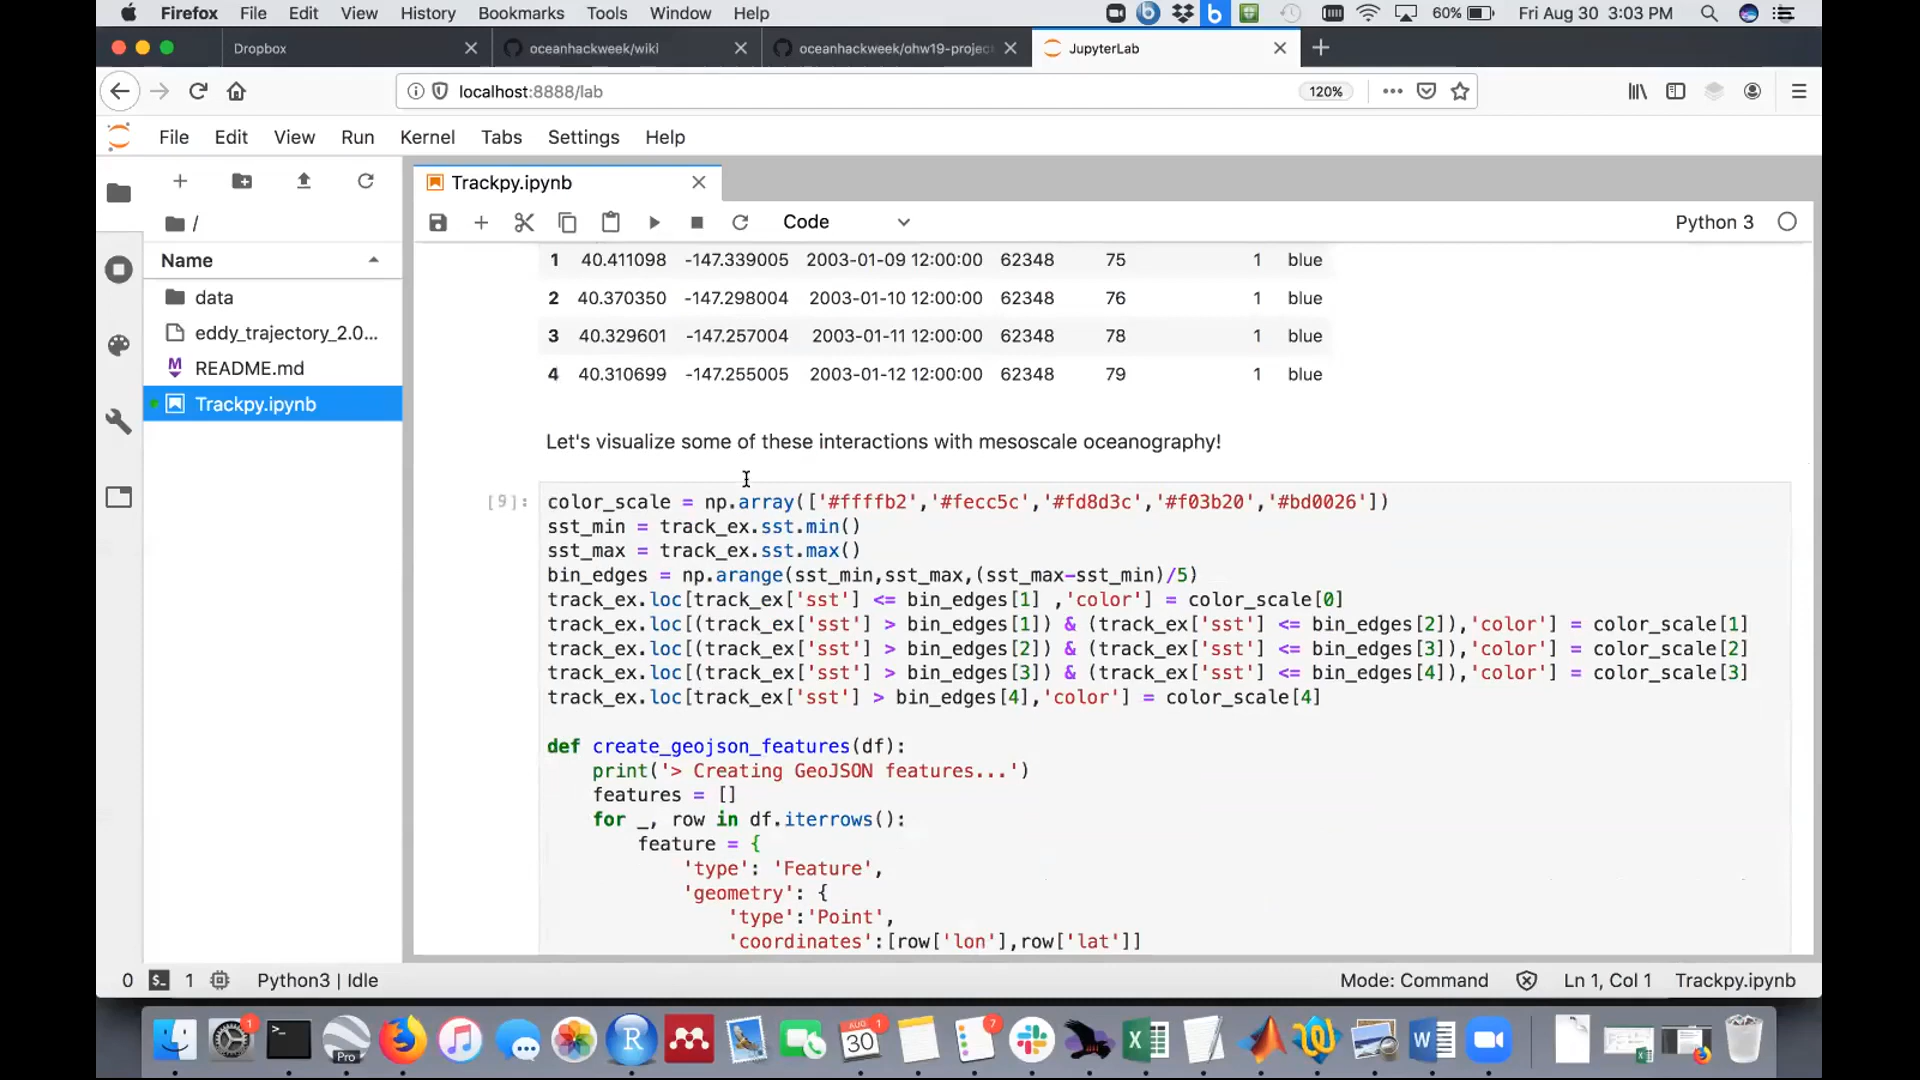 Firefox File Edit View History Bookmarks Tools Window Help 60% Fri Aug 30 3:03 PM
Dropbox oceanhackweek/wiki oceanhackweek/ohw19-projec JupyterLab
localhost:8888/lab 120%
File Edit View Run Kernel Tabs Settings Help
Trackpy.ipynb
/
Code Python 3
Name
data
eddy_trajectory_2.0...
README.md
Trackpy.ipynb
1 40.411098 -147.339005 2003-01-09 12:00:00 62348 75 1 blue
2 40.370350 -147.298004 2003-01-10 12:00:00 62348 76 1 blue
3 40.329601 -147.257004 2003-01-11 12:00:00 62348 78 1 blue
4 40.310699 -147.255005 2003-01-12 12:00:00 62348 79 1 blue
Let's visualize some of these interactions with mesoscale oceanography!
[9]: color_scale = np.array(['#ffffb2','#fecc5c','#fd8d3c','#f03b20','#bd0026'])
sst_min = track_ex.sst.min()
sst_max = track_ex.sst.max()
bin_edges = np.arange(sst_min,sst_max,(sst_max-sst_min)/5)
track_ex.loc[track_ex['sst'] <= bin_edges[1] ,'color'] = color_scale[0]
track_ex.loc[(track_ex['sst'] > bin_edges[1]) & (track_ex['sst'] <= bin_edges[2]),'color'] = color_scale[1]
track_ex.loc[(track_ex['sst'] > bin_edges[2]) & (track_ex['sst'] <= bin_edges[3]),'color'] = color_scale[2]
track_ex.loc[(track_ex['sst'] > bin_edges[3]) & (track_ex['sst'] <= bin_edges[4]),'color'] = color_scale[3]
track_ex.loc[track_ex['sst'] > bin_edges[4],'color'] = color_scale[4]
def create_geojson_features(df):
print('> Creating GeoJSON features...')
features = []
for _, row in df.iterrows():
feature = {
'type': 'Feature',
'geometry': {
'type':'Point',
'coordinates':[row['lon'],row['lat']]
0 1 Python3 | Idle Mode: Command Ln 1, Col 1 Trackpy.ipynb
1 Pro R AUG 30 1 7 X W